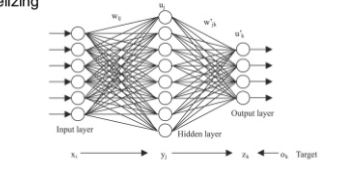 elizing
w_ij
u_j
w'_jk
u'_k
Input layer
Hidden layer
Output layer
x_i
y_j
z_k
o_k Target